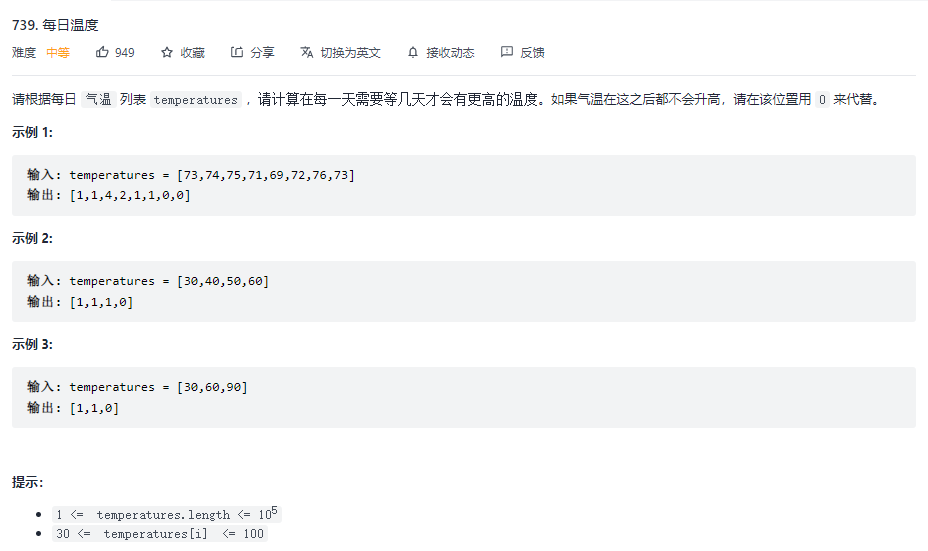 739. 每日温度
难度 中等 949 收藏 分享 切换为英文 接收动态 反馈
请根据每日 气温 列表 temperatures ，请计算在每一天需要等几天才会有更高的温度。如果气温在这之后都不会升高，请在该位置用 0 来代替。
示例 1:
输入: temperatures = [73,74,75,71,69,72,76,73]
输出: [1,1,4,2,1,1,0,0]
示例 2:
输入: temperatures = [30,40,50,60]
输出: [1,1,1,0]
示例 3:
输入: temperatures = [30,60,90]
输出: [1,1,0]
提示：
1 <= temperatures.length <= 10⁵
30 <= temperatures[i] <= 100